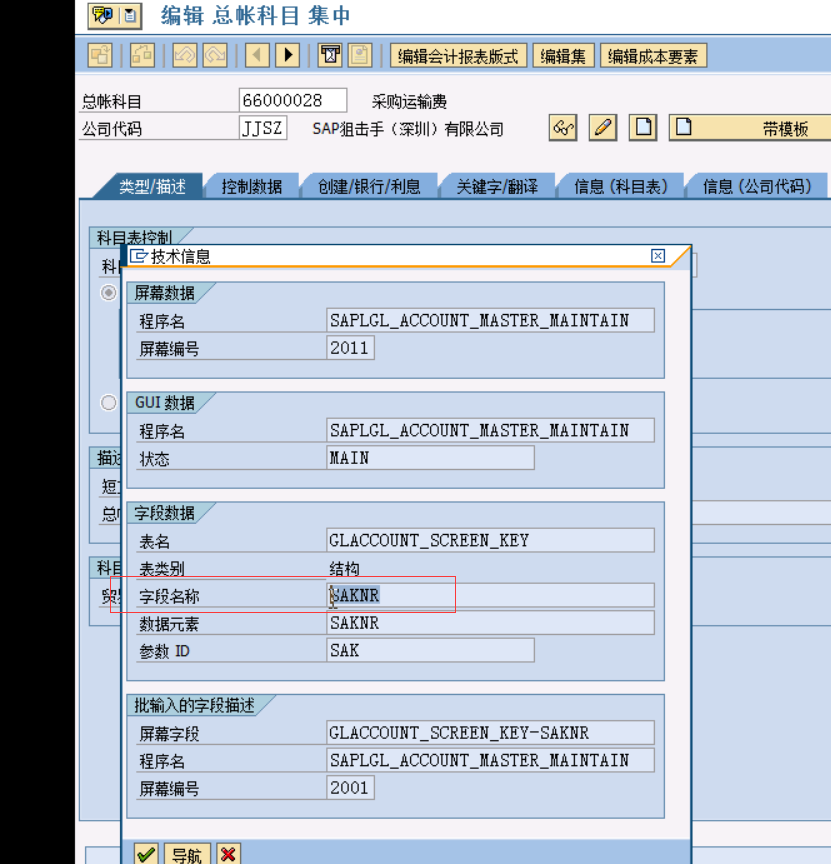 编辑 总帐科目 集中
编辑会计报表版式 编辑集 编辑成本要素
总帐科目 66000028 采购运输费
公司代码 JJSZ SAP狙击手（深圳）有限公司 带模板
类型/描述 控制数据 创建/银行/利息 关键字/翻译 信息 (科目表) 信息 (公司代码)
科目表控制
技术信息
科
屏幕数据
程序名 SAPLGL_ACCOUNT_MASTER_MAINTAIN
屏幕编号 2011
GUI 数据
程序名 SAPLGL_ACCOUNT_MASTER_MAINTAIN
描述
状态 MAIN
短
总
字段数据
表名 GLACCOUNT_SCREEN_KEY
科目
表类别 结构
字段名称 SAKNR
数据元素 SAKNR
参数 ID SAK
批输入的字段描述
屏幕字段 GLACCOUNT_SCREEN_KEY-SAKNR
程序名 SAPLGL_ACCOUNT_MASTER_MAINTAIN
屏幕编号 2001
导航